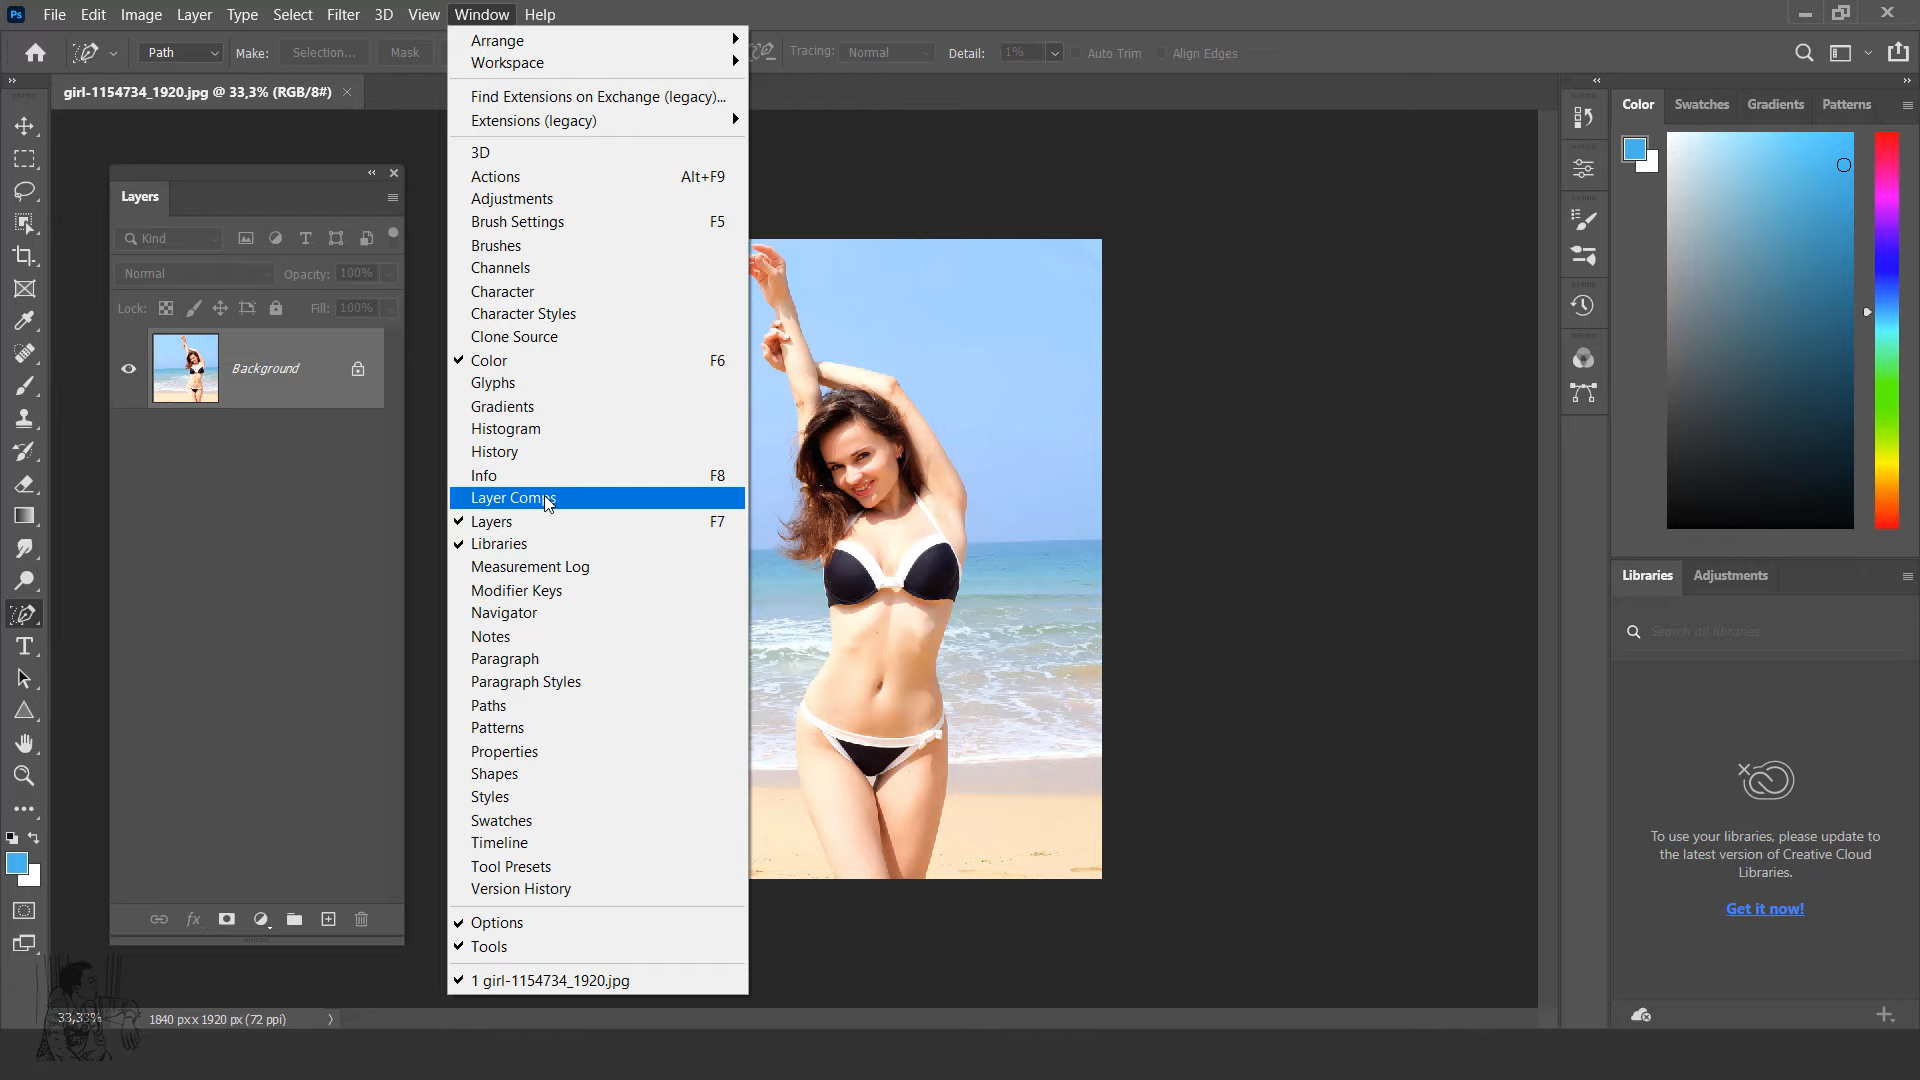 Ps File Edit Image Layer Type Select Filter 3D View Window Help
Path Make: Selection... Mask Tracing: Normal Detail: 1% Auto Trim Align Edges
girl-1154734_1920.jpg @ 33,3% (RGB/8#)
Layers
Kind
Normal Opacity: 100%
Lock: Fill: 100%
Background
Arrange
Workspace
Find Extensions on Exchange (legacy)...
Extensions (legacy)
3D
Actions Alt+F9
Adjustments
Brush Settings F5
Brushes
Channels
Character
Character Styles
Clone Source
Color F6
Glyphs
Gradients
Histogram
History
Info F8
Layer Comps
Layers F7
Libraries
Measurement Log
Modifier Keys
Navigator
Notes
Paragraph
Paragraph Styles
Paths
Patterns
Properties
Shapes
Styles
Swatches
Timeline
Tool Presets
Version History
Options
Tools
1 girl-1154734_1920.jpg
Color Swatches Gradients Patterns
Libraries Adjustments
Search all libraries
To use your libraries, please update to
the latest version of Creative Cloud
Libraries.
Get it now!
33,33% 1840 px x 1920 px (72 ppi)